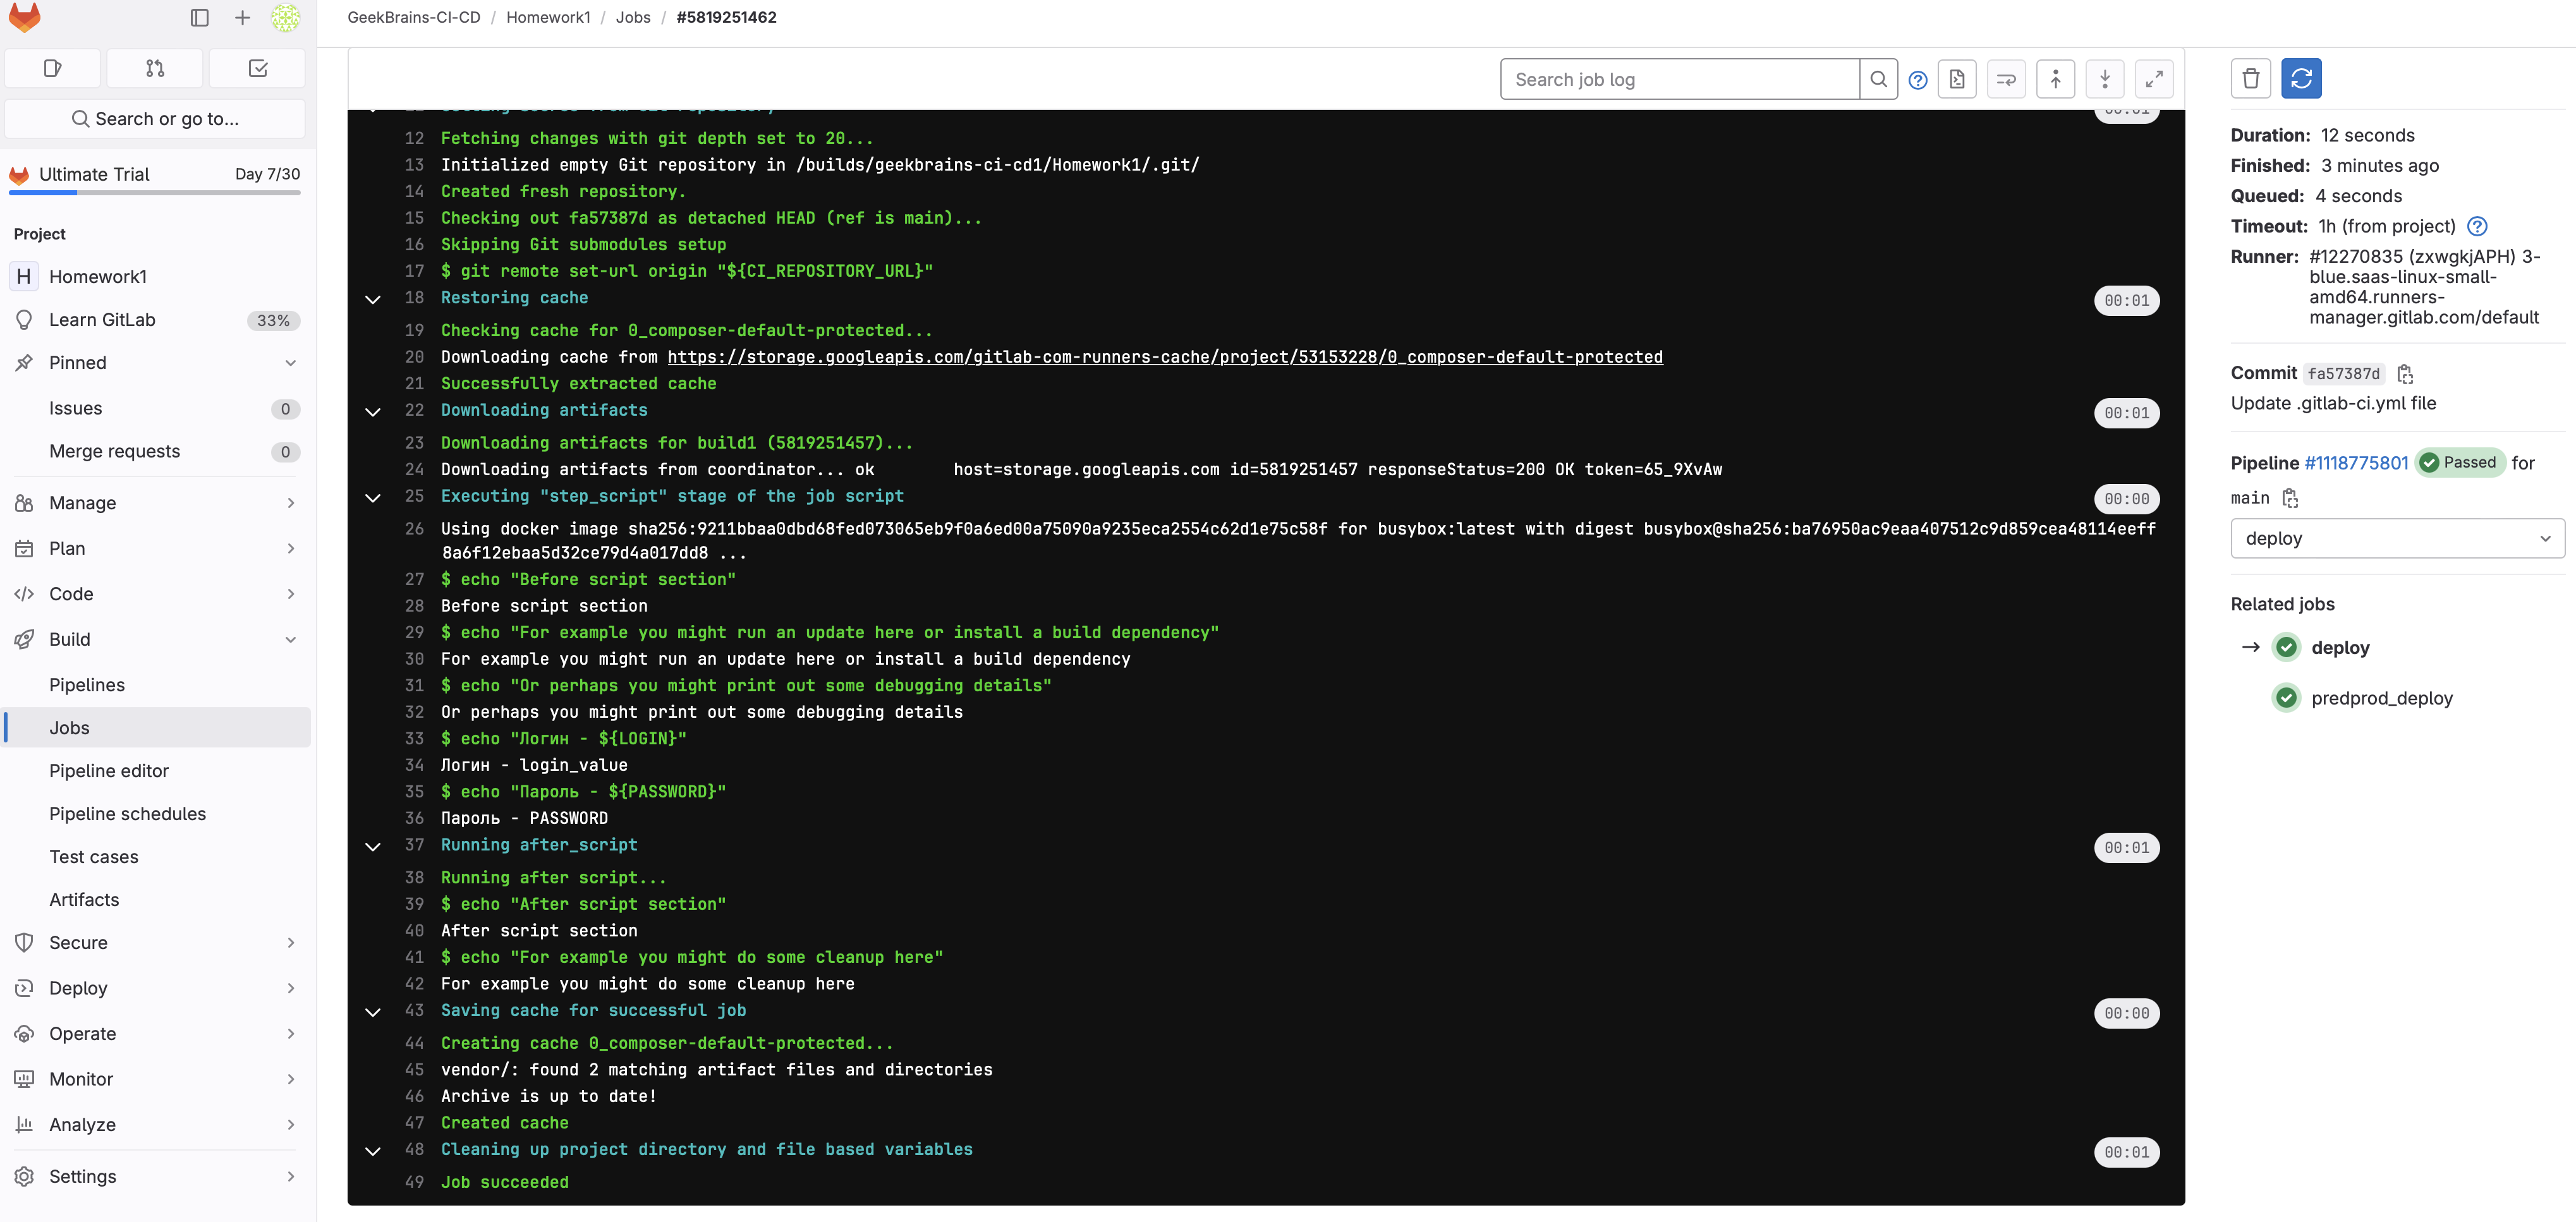 GeekBrains-CI-CD / Homework1 / Jobs / #5819251462
Search or go to...
Ultimate Trial Day 7/30
Project
H Homework1
Learn GitLab 33%
Pinned
Issues 0
Merge requests 0
Manage
Plan
Code
Build
Pipelines
Jobs
Pipeline editor
Pipeline schedules
Test cases
Artifacts
Secure
Deploy
Operate
Monitor
Analyze
Settings
Search job log
12 Fetching changes with git depth set to 20...
13 Initialized empty Git repository in /builds/geekbrains-ci-cd1/Homework1/.git/
14 Created fresh repository.
15 Checking out fa57387d as detached HEAD (ref is main)...
16 Skipping Git submodules setup
17 $ git remote set-url origin "${CI_REPOSITORY_URL}"
18 Restoring cache 00:01
19 Checking cache for 0_composer-default-protected...
20 Downloading cache from https://storage.googleapis.com/gitlab-com-runners-cache/project/53153228/0_composer-default-protected
21 Successfully extracted cache
22 Downloading artifacts 00:01
23 Downloading artifacts for build1 (5819251457)...
24 Downloading artifacts from coordinator... ok host=storage.googleapis.com id=5819251457 responseStatus=200 OK token=65_9XvAw
25 Executing "step_script" stage of the job script 00:00
26 Using docker image sha256:9211bbaa0dbd68fed073065eb9f0a6ed00a75090a9235eca2554c62d1e75c58f for busybox:latest with digest busybox@sha256:ba76950ac9eaa407512c9d859cea48114eeff
8a6f12ebaa5d32ce79d4a017dd8 ...
27 $ echo "Before script section"
28 Before script section
29 $ echo "For example you might run an update here or install a build dependency"
30 For example you might run an update here or install a build dependency
31 $ echo "Or perhaps you might print out some debugging details"
32 Or perhaps you might print out some debugging details
33 $ echo "Логин - ${LOGIN}"
34 Логин - login_value
35 $ echo "Пароль - ${PASSWORD}"
36 Пароль - PASSWORD
37 Running after_script 00:01
38 Running after script...
39 $ echo "After script section"
40 After script section
41 $ echo "For example you might do some cleanup here"
42 For example you might do some cleanup here
43 Saving cache for successful job 00:00
44 Creating cache 0_composer-default-protected...
45 vendor/: found 2 matching artifact files and directories
46 Archive is up to date!
47 Created cache
48 Cleaning up project directory and file based variables 00:01
49 Job succeeded
Duration: 12 seconds
Finished: 3 minutes ago
Queued: 4 seconds
Timeout: 1h (from project)
Runner: #12270835 (zxwgkjAPH) 3-
blue.saas-linux-small-
amd64.runners-
manager.gitlab.com/default
Commit fa57387d
Update .gitlab-ci.yml file
Pipeline #1118775801 Passed for
main
deploy
Related jobs
deploy
predprod_deploy